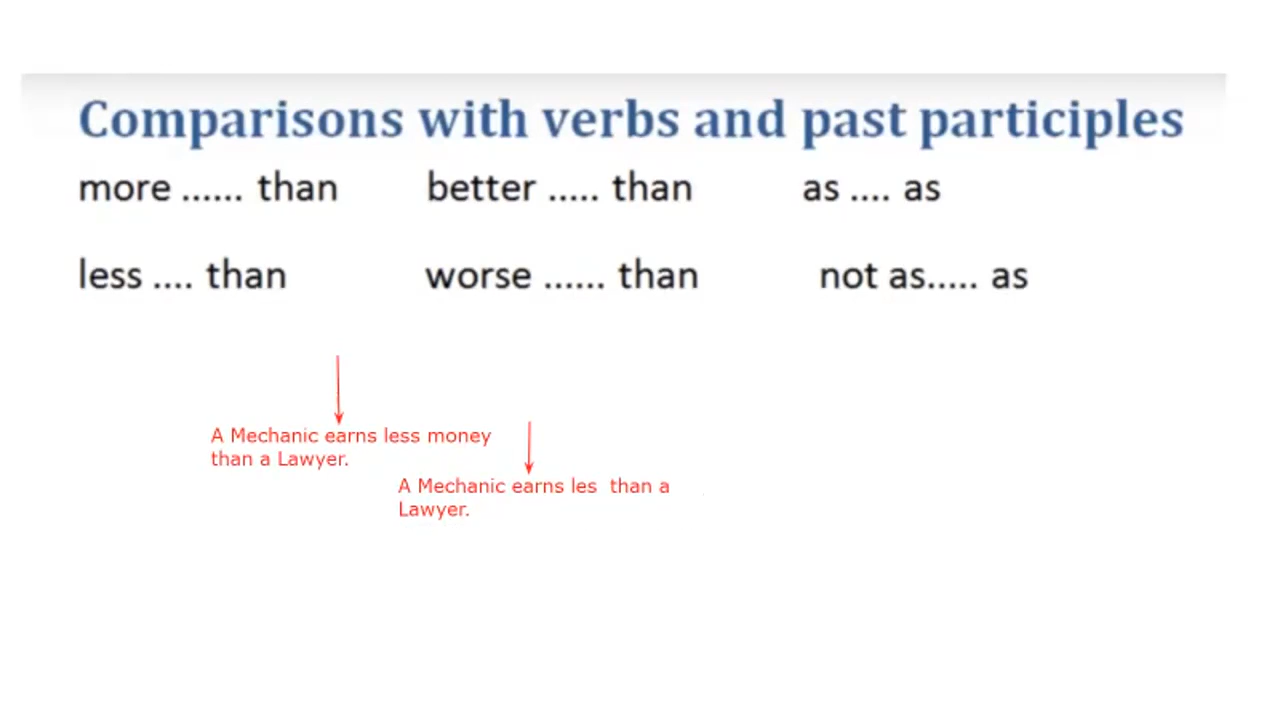 Comparisons with verbs and past participles
more ...... than better ..... than as .... as
less .... than worse ...... than not as..... as
A Mechanic earns less money
than a Lawyer.
A Mechanic earns les than a
Lawyer.